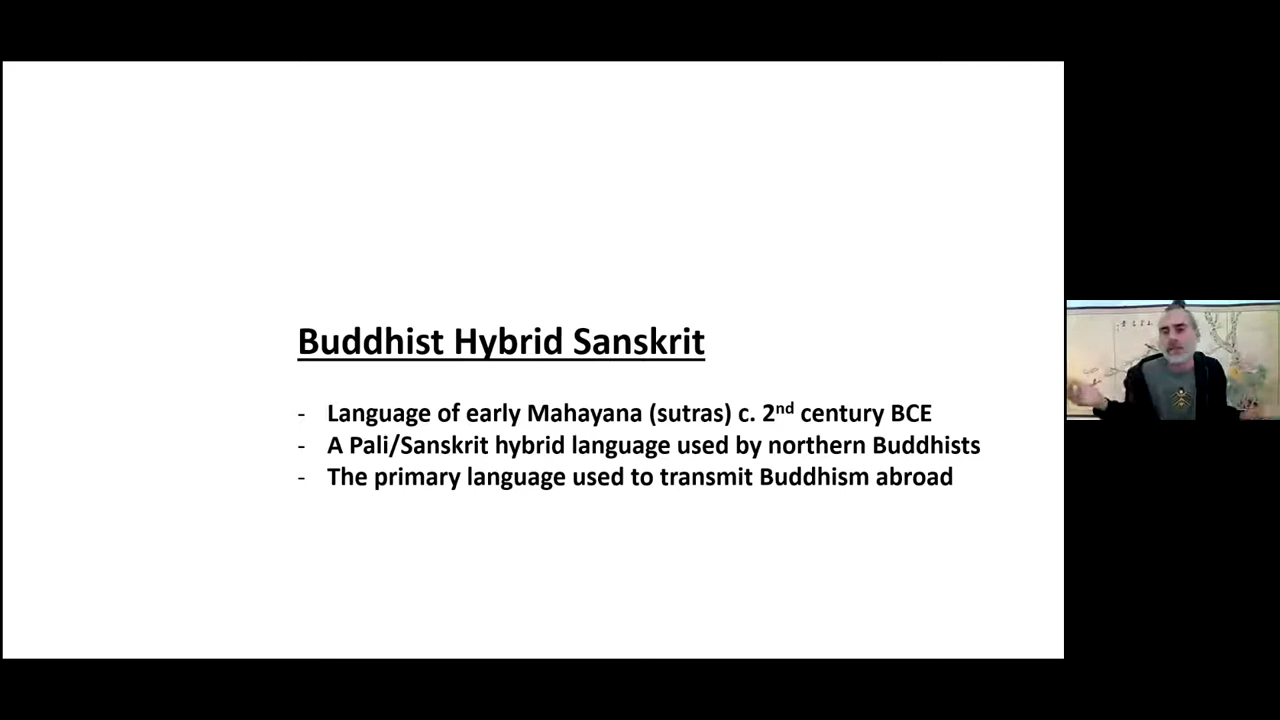 Buddhist Hybrid Sanskrit
- Language of early Mahayana (sutras) c. 2nd century BCE
- A Pali/Sanskrit hybrid language used by northern Buddhists
- The primary language used to transmit Buddhism abroad